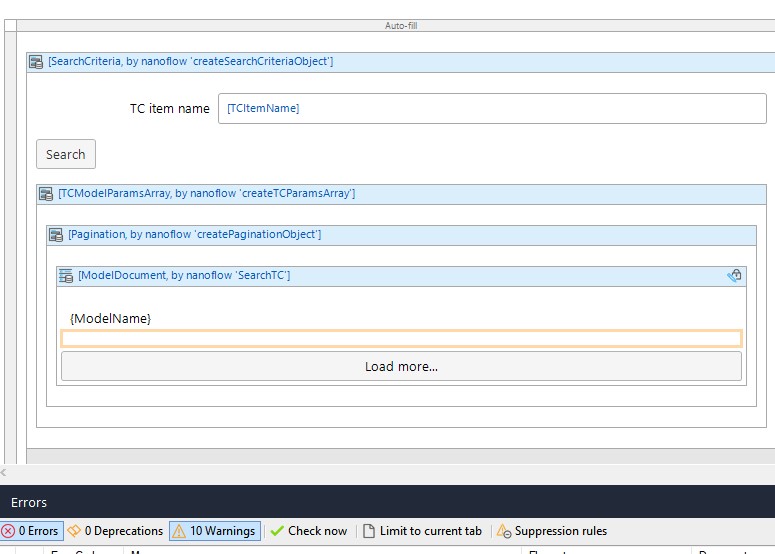 Auto-fill
[SearchCriteria, by nanoflow 'createSearchCriteriaObject']
TC item name [TCItemName]
Search
[TCModelParamsArray, by nanoflow 'createTCParamsArray']
[Pagination, by nanoflow 'createPaginationObject']
[ModelDocument, by nanoflow 'SearchTC']
{ModelName}
Load more...
Errors
0 Errors 0 Deprecations 10 Warnings Check now Limit to current tab Suppression rules